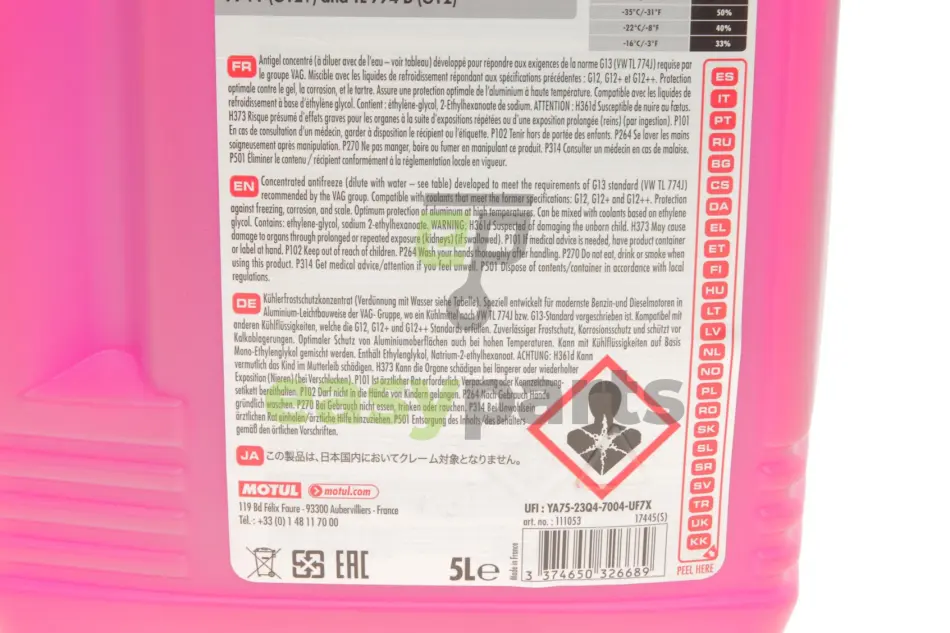 -35°C/-31°F 50%
-22°C/-8°F 40%
-16°C/-3°F 33%
FR Antigel concentré (à diluer avec de l'eau – voir tableau) développé pour répondre aux exigences de la norme G13 (VW TL 774J) requise par
le groupe VAG. Miscible avec les liquides de refroidissement répondant aux spécifications précédentes : G12, G12+ et G12++. Protection
optimale contre le gel, la corrosion, et le tartre. Assure une protection optimale de l'aluminium à haute température. Compatible avec les liquides de
refroidissement à base d'éthylène glycol. Contient : éthylène-glycol, 2-Ethylhexanoate de sodium. ATTENTION : H361d Susceptible de nuire au fœtus.
H373 Risque présumé d'effets graves pour les organes à la suite d'expositions répétées ou d'une exposition prolongée (reins) (par ingestion). P101
En cas de consultation d'un médecin, garder à disposition le récipient ou l'étiquette. P102 Tenir hors de portée des enfants. P264 Se laver les mains
soigneusement après manipulation. P270 Ne pas manger, boire ou fumer en manipulant ce produit. P314 Consulter un médecin en cas de malaise.
P501 Éliminer le contenu / récipient conformément à la réglementation locale en vigueur.
EN Concentrated antifreeze (dilute with water – see table) developed to meet the requirements of G13 standard (VW TL 774J)
recommended by the VAG group. Compatible with coolants that meet the former specifications: G12, G12+ and G12++. Protection
against freezing, corrosion, and scale. Optimum protection of aluminum at high temperatures. Can be mixed with coolants based on ethylene
glycol. Contains: ethylene-glycol, sodium 2-ethylhexanoate. WARNING: H361d Suspected of damaging the unborn child. H373 May cause
damage to organs through prolonged or repeated exposure (kidneys) (if swallowed). P101 If medical advice is needed, have product container
or label at hand. P102 Keep out of reach of children. P264 Wash your hands thoroughly after handling. P270 Do not eat, drink or smoke when
using this product. P314 Get medical advice/attention if you feel unwell. P501 Dispose of contents/container in accordance with local
regulations.
DE Kühlerfrostschutzkonzentrat (Verdünnung mit Wasser siehe Tabelle). Speziell entwickelt für modernste Benzin-und Dieselmotoren in
Aluminium-Leichtbauweise der VAG- Gruppe, wo ein Kühlmittel nach VW TL 774J bzw. G13-Standard vorgeschrieben ist. Kompatibel mit
anderen Kühlflüssigkeiten, welche die G12, G12+ und G12++ Standards erfüllen. Zuverlässiger Frostschutz, Korrosionsschutz und schützt vor
Kalkablagerungen. Optimaler Schutz von Aluminiumoberflächen auch bei hohen Temperaturen. Kann mit Kühlflüssigkeiten auf Basis
Mono-Ethylenglykol gemischt werden. Enthält Ethylenglykol, Natrium-2-ethylhexanoat. ACHTUNG: H361d Kann
vermutlich das Kind im Mutterleib schädigen. H373 Kann die Organe schädigen bei längerer oder wiederholter
Exposition (Nieren) (bei Verschlucken). P101 Ist ärztlicher Rat erforderlich, Verpackung oder Kennzeichnung-
setikett bereithalten. P102 Darf nicht in die Hände von Kindern gelangen. P264 Nach Gebrauch Hände
gründlich waschen. P270 Bei Gebrauch nicht essen, trinken oder rauchen. P314 Bei Unwohlsein
ärztlichen Rat einholen/ärztliche Hilfe hinzuziehen. P501 Entsorgung des Inhalts /des Behälters
gemäß den örtlichen Vorschriften.
easyparts
JA この製品は、日本国内においてクレーム対象となりません。
MOTUL motul.com
119 Bd Félix Faure - 93300 Aubervilliers - France
Tél. : +33 (0) 1 48 11 70 00
EAC
5L e
UFI : YA75-23Q4-7004-UF7X
art. no. : 111053 17445(S)
Made in France
3 374650 326689
ES
IT
PT
RU
BG
CS
DA
EL
ET
FI
HU
LT
LV
NL
NO
PL
RO
SK
SL
SR
SV
TR
UK
KK
PEEL HERE